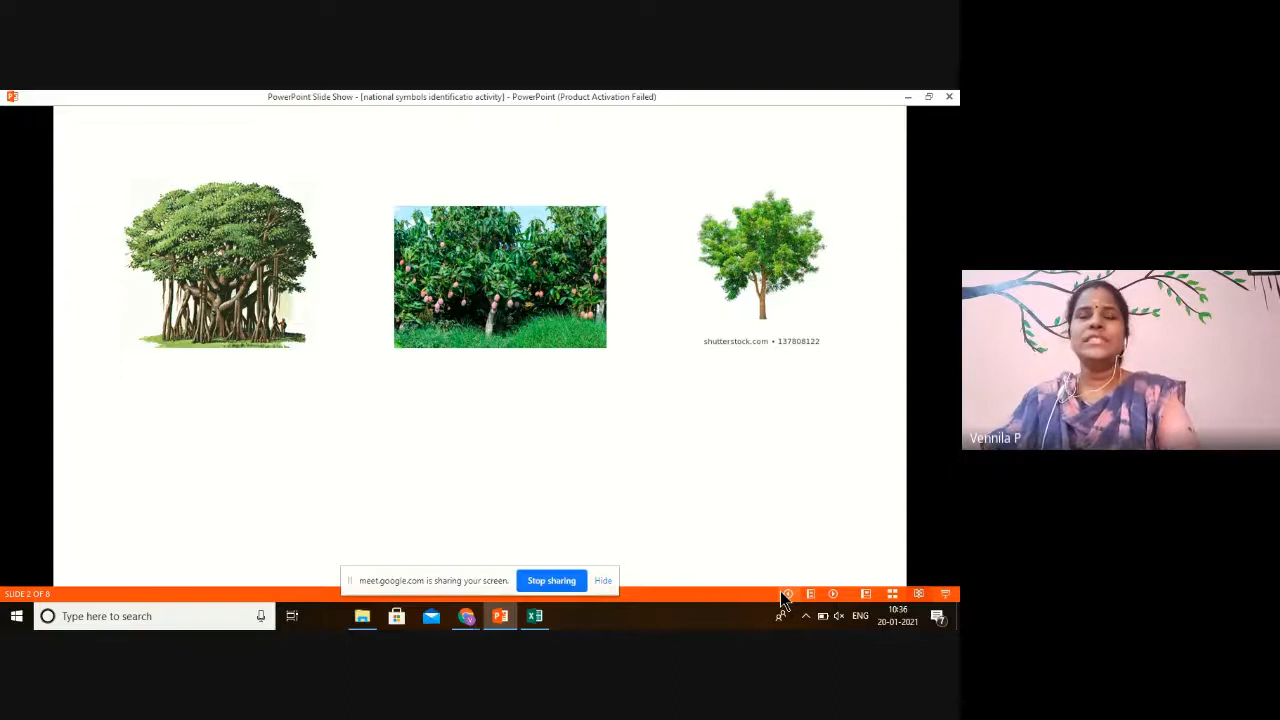 PowerPoint Slide Show - [national symbols identificatio activity] - PowerPoint (Product Activation Failed)
shutterstock.com • 137808122
Vennila P
meet.google.com is sharing your screen.
Stop sharing
Hide
SLIDE 2 OF 8
Type here to search
ENG
10:36
20-01-2021
7